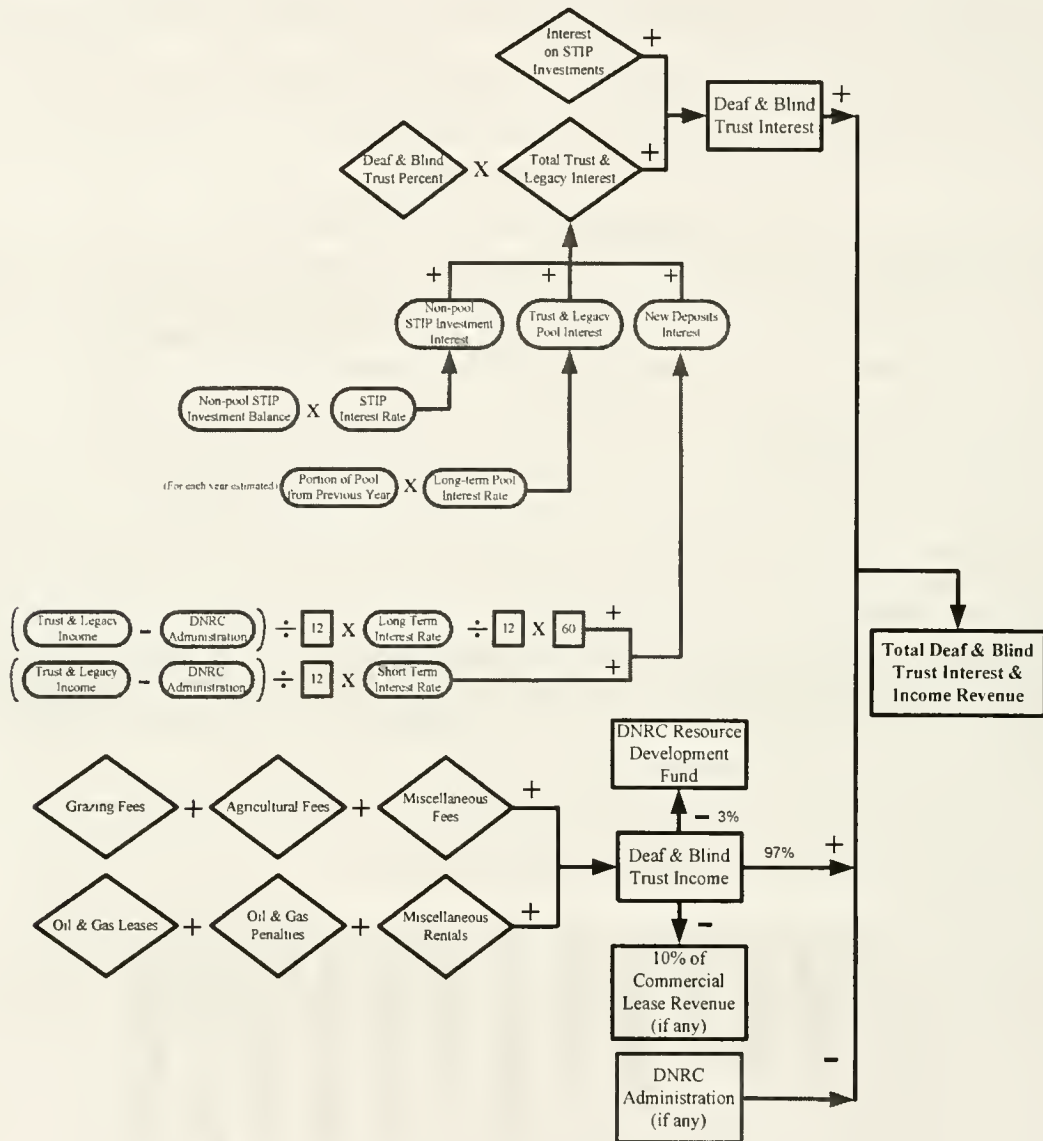 Interest
on STIP
Investments
+
Deaf & Blind
Trust Interest
+
Deaf & Blind
Trust Percent
X
Total Trust &
Legacy Interest
+
+
+
+
Non-pool
STIP Investment
Interest
Trust & Legacy
Pool Interest
New Deposits
Interest
Non-pool STIP
Investment Balance
X
STIP
Interest Rate
(For each year estimated)
Portion of Pool
from Previous Year
X
Long-term Pool
Interest Rate
(
Trust & Legacy
Income
-
DNRC
Administration
)
÷
12
X
Long Term
Interest Rate
÷
12
X
60
+
(
Trust & Legacy
Income
-
DNRC
Administration
)
÷
12
X
Short Term
Interest Rate
+
Total Deaf & Blind
Trust Interest &
Income Revenue
DNRC Resource
Development
Fund
- 3%
Grazing Fees
+
Agricultural Fees
+
Miscellaneous
Fees
+
Deaf & Blind
Trust Income
97%
+
Oil & Gas Leases
+
Oil & Gas
Penalties
+
Miscellaneous
Rentals
+
-
10% of
Commercial
Lease Revenue
(if any)
DNRC
Administration
(if any)
-